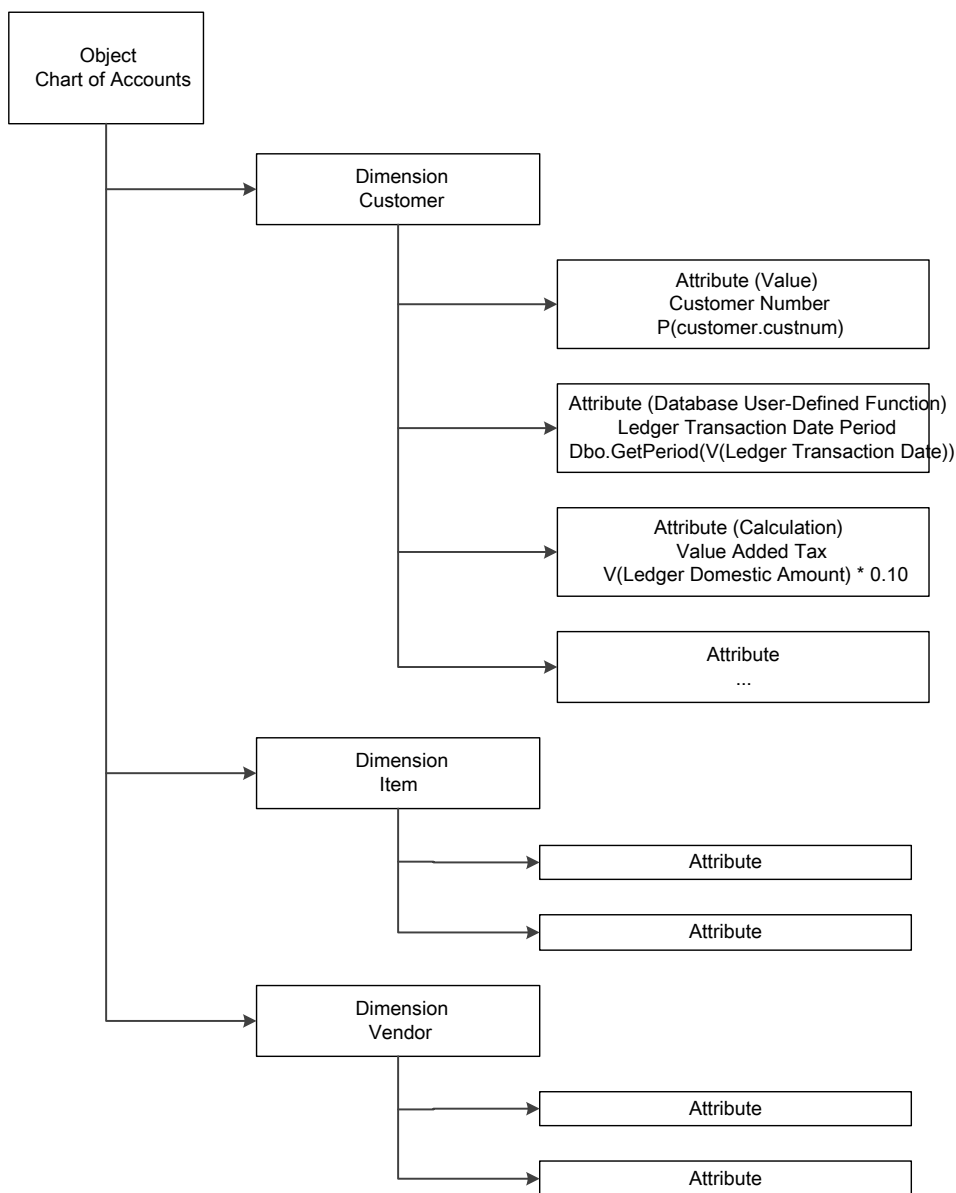 Object
Chart of Accounts
Dimension
Customer
Attribute (Value)
Customer Number
P(customer.custnum)
Attribute (Database User-Defined Function)
Ledger Transaction Date Period
Dbo.GetPeriod(V(Ledger Transaction Date))
Attribute (Calculation)
Value Added Tax
V(Ledger Domestic Amount) * 0.10
Attribute
...
Dimension
Item
Attribute
Attribute
Dimension
Vendor
Attribute
Attribute